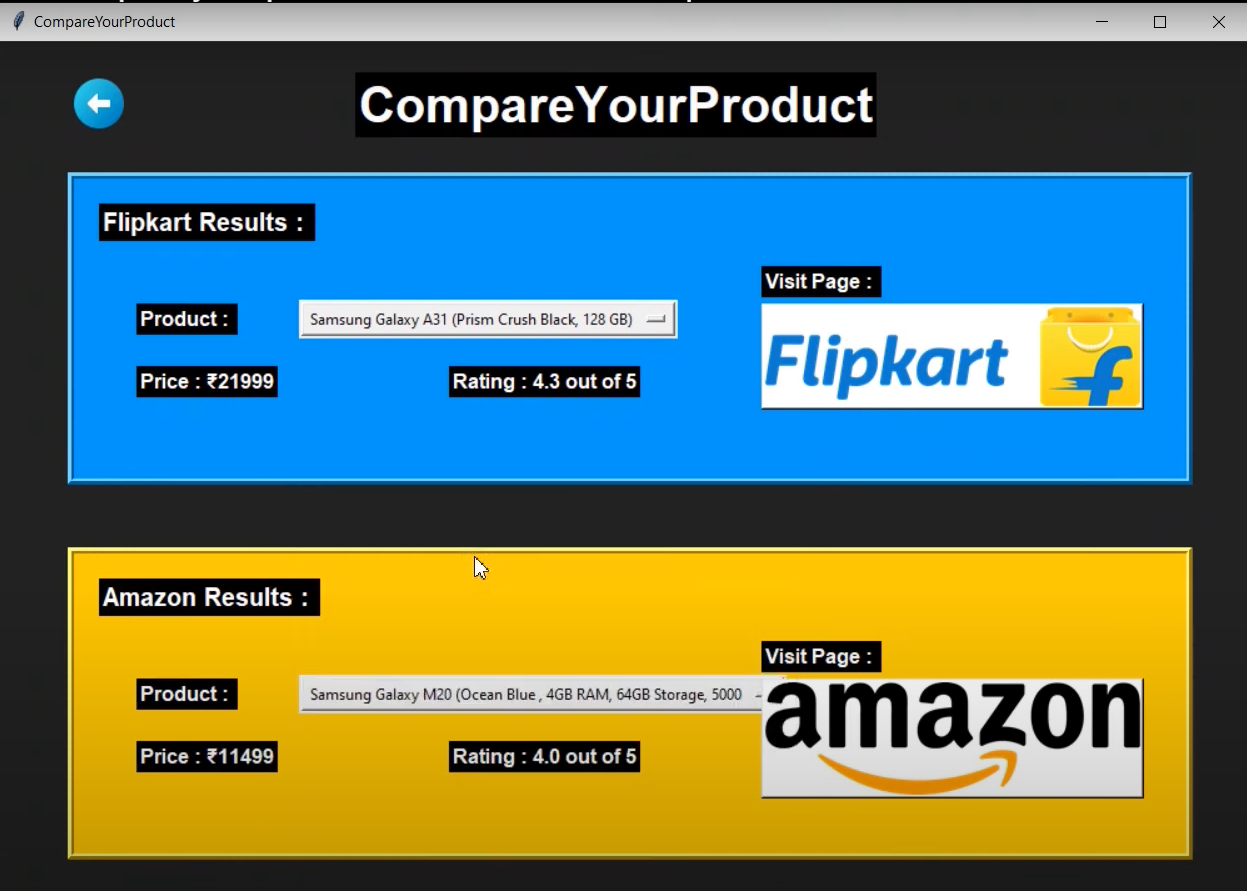 CompareYourProduct
CompareYourProduct
Flipkart Results :
Visit Page :
Product :
Samsung Galaxy A31 (Prism Crush Black, 128 GB)
Flipkart
f
Price : ₹21999
Rating : 4.3 out of 5
Amazon Results :
Visit Page :
Product :
Samsung Galaxy M20 (Ocean Blue , 4GB RAM, 64GB Storage, 5000
amazon
Price : ₹11499
Rating : 4.0 out of 5